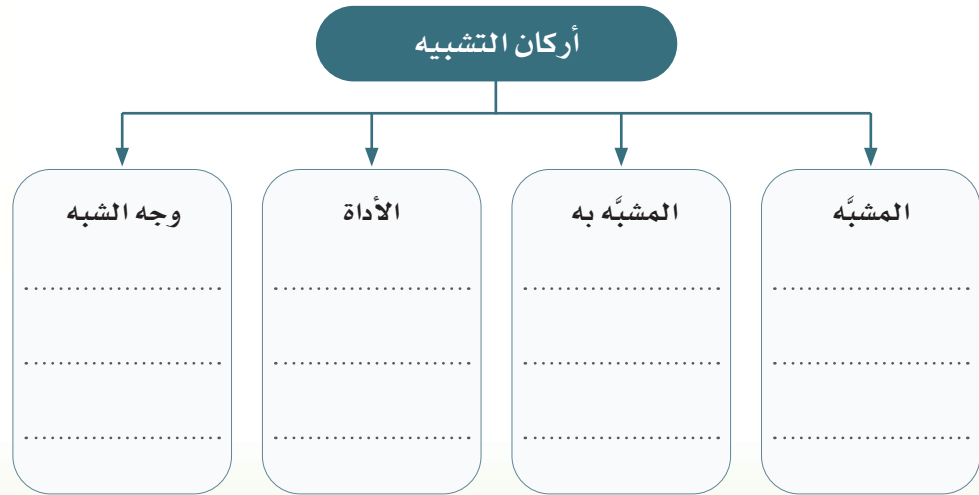 أركان التشبيه
المشبَّه
المشبَّه به
الأداة
وجه الشبه